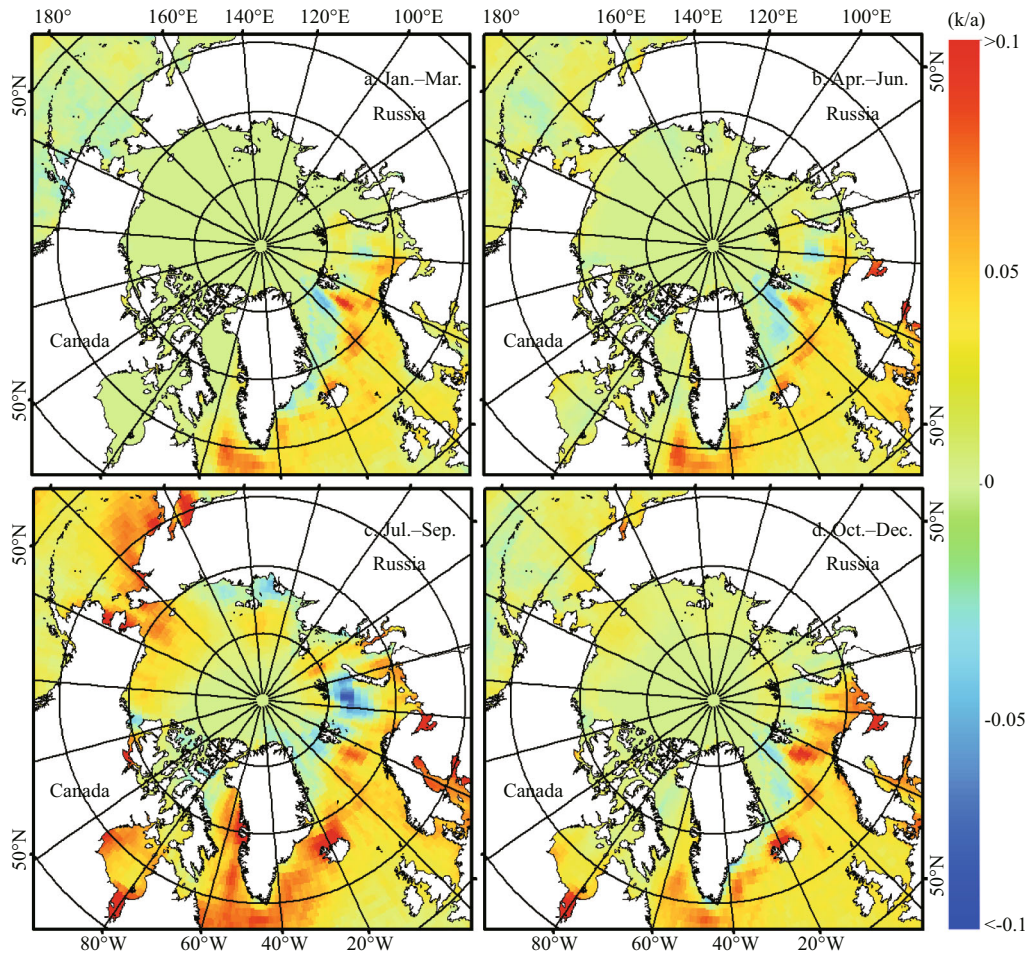 180° 160°E 140°E 120°E 100°E 180° 160°E 140°E 120°E 100°E (k/a)
>0.1
a. Jan.–Mar. b. Apr.–Jun.
50°N 50°N
Russia Russia
0.05
Canada Canada
50°N 50°N 50°N
0
c. Jul.–Sep. d. Oct.–Dec.
50°N 50°N
Russia Russia
-0.05
Canada Canada
50°N 50°N 50°N
<-0.1
80°W 60°W 40°W 20°W 60°W 40°W 20°W